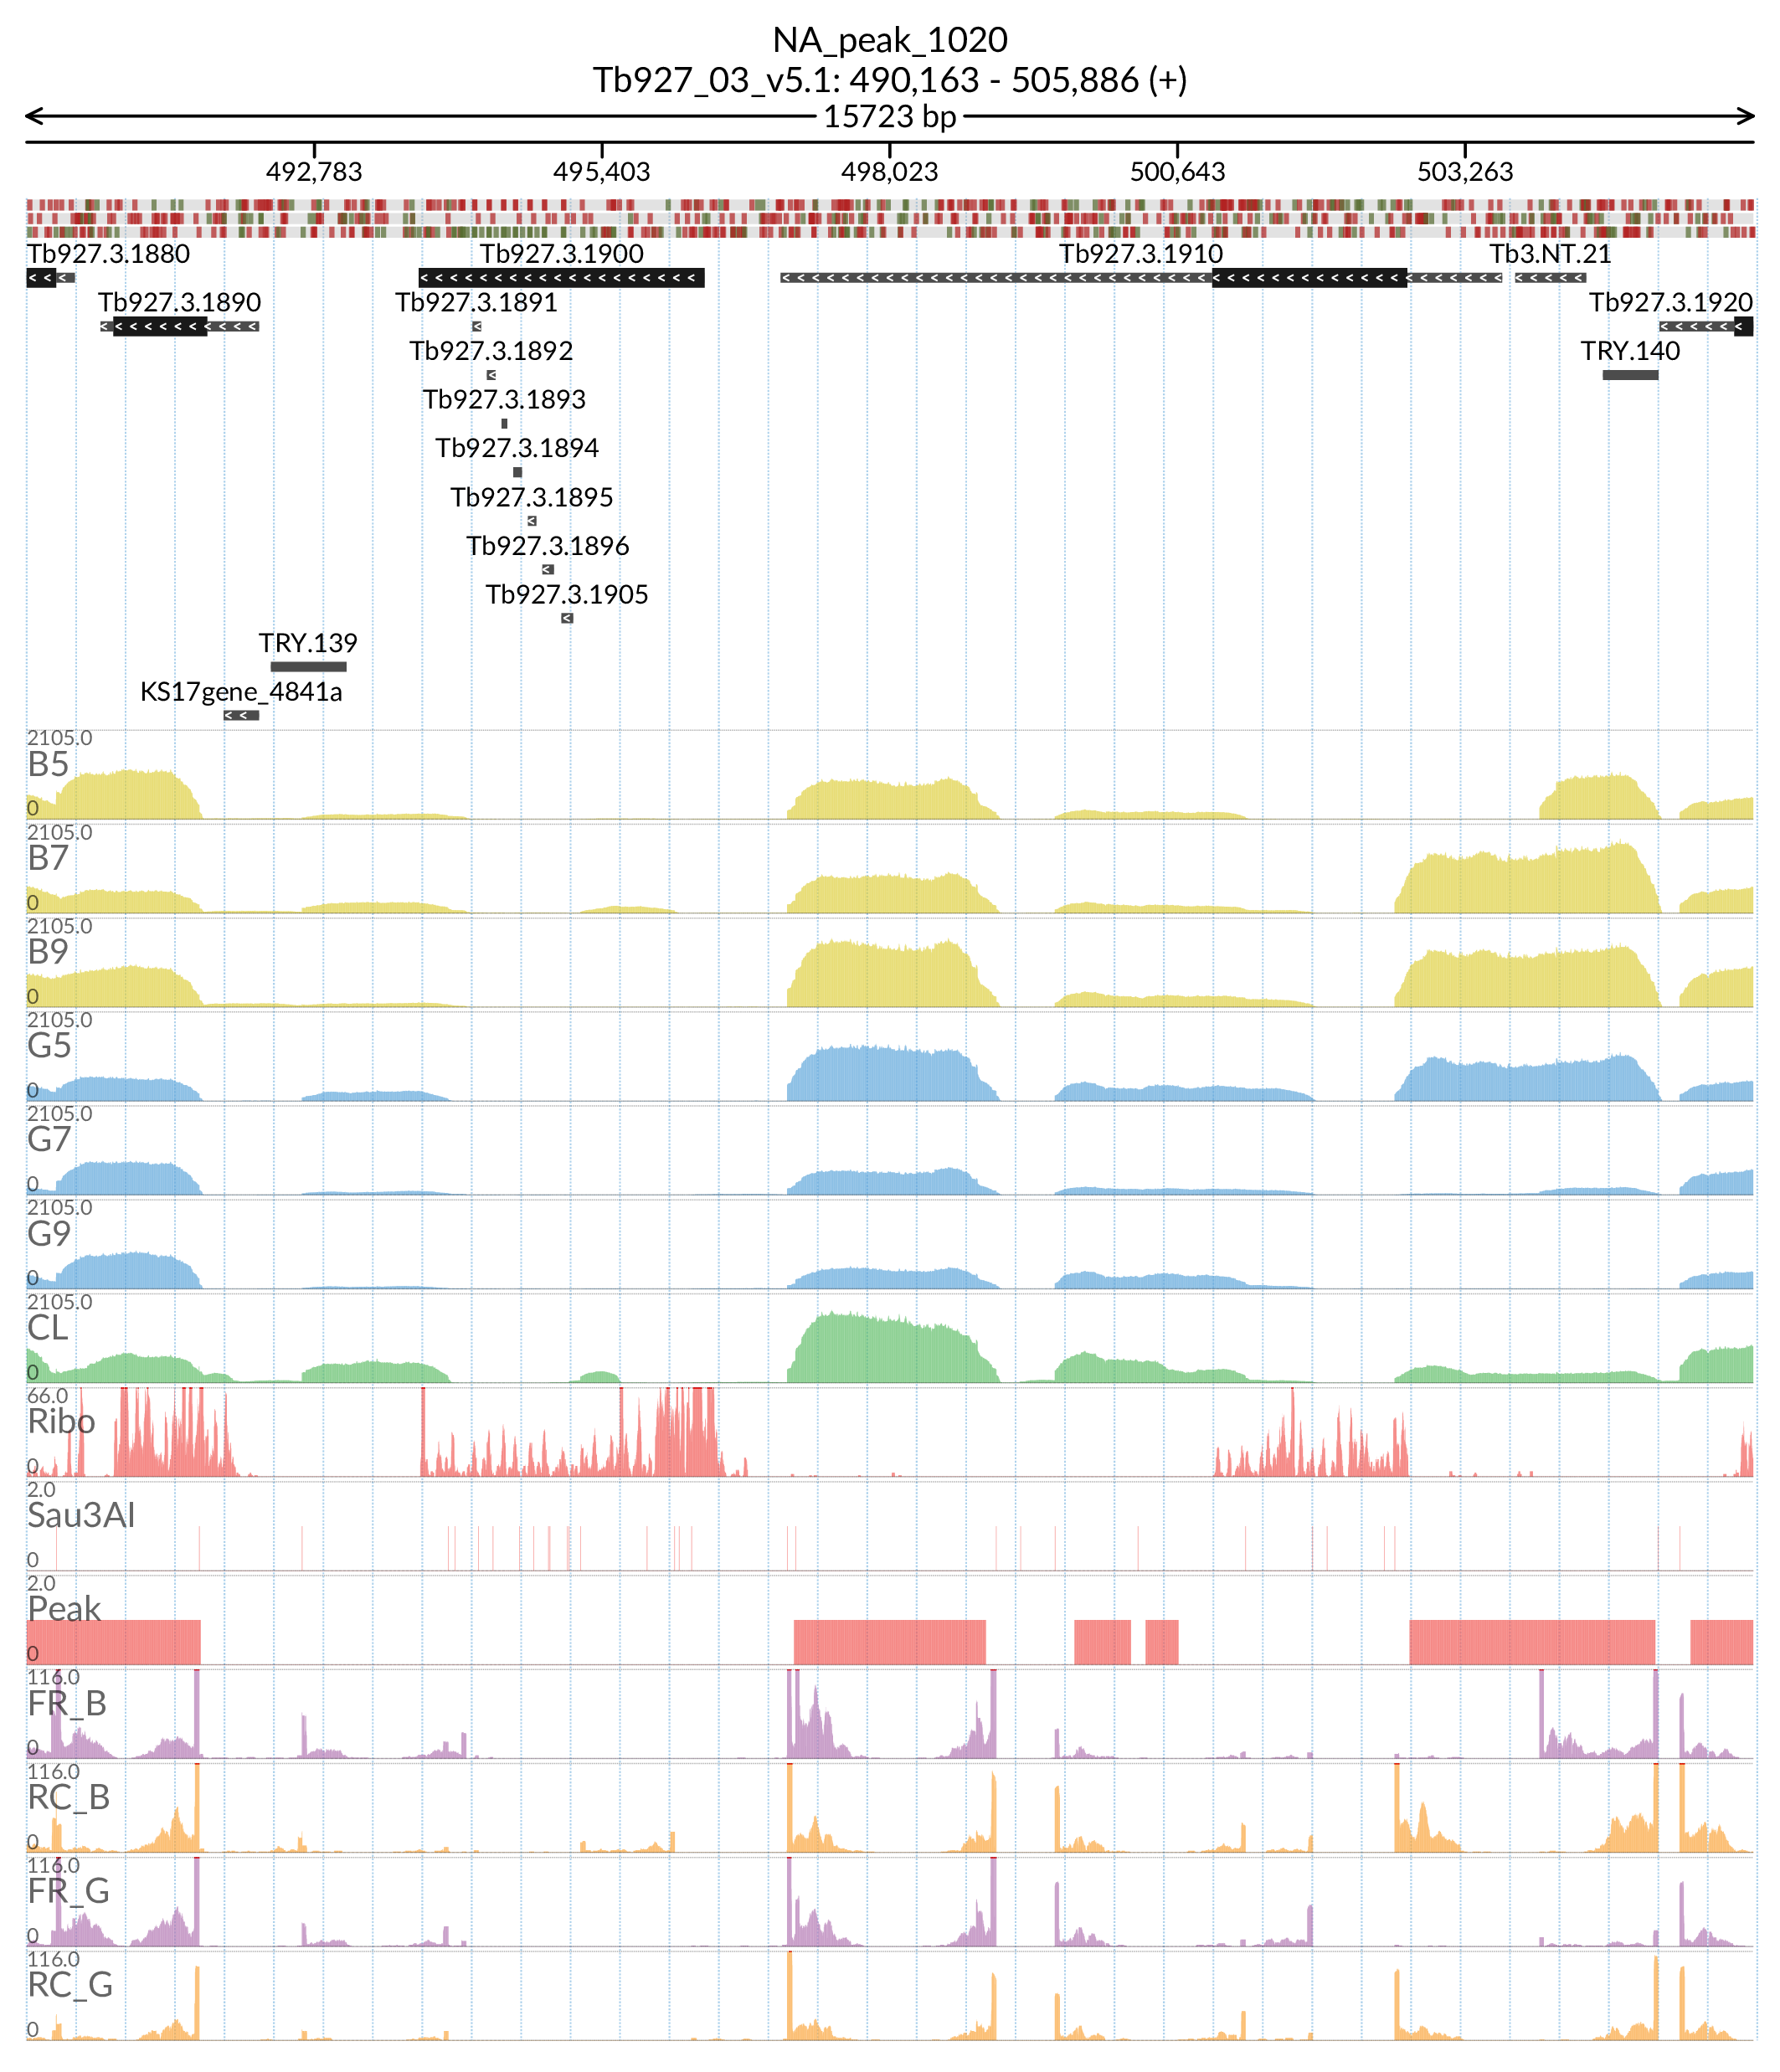 NA_peak_1020
Tb927_03_v5.1: 490,163 - 505,886 (+)
15723 bp
492,783 495,403 498,023 500,643 503,263
Tb927.3.1880 Tb927.3.1900 Tb927.3.1910 Tb3.NT.21
Tb927.3.1890 Tb927.3.1891 Tb927.3.1920
Tb927.3.1892 TRY.140
Tb927.3.1893
Tb927.3.1894
Tb927.3.1895
Tb927.3.1896
Tb927.3.1905
TRY.139
KS17gene_4841a
2105.0
B5
0
2105.0
B7
0
2105.0
B9
0
2105.0
G5
0
2105.0
G7
0
2105.0
G9
0
2105.0
CL
0
66.0
Ribo
0
2.0
Sau3AI
0
2.0
Peak
0
116.0
FR_B
0
116.0
RC_B
0
116.0
FR_G
0
116.0
RC_G
0